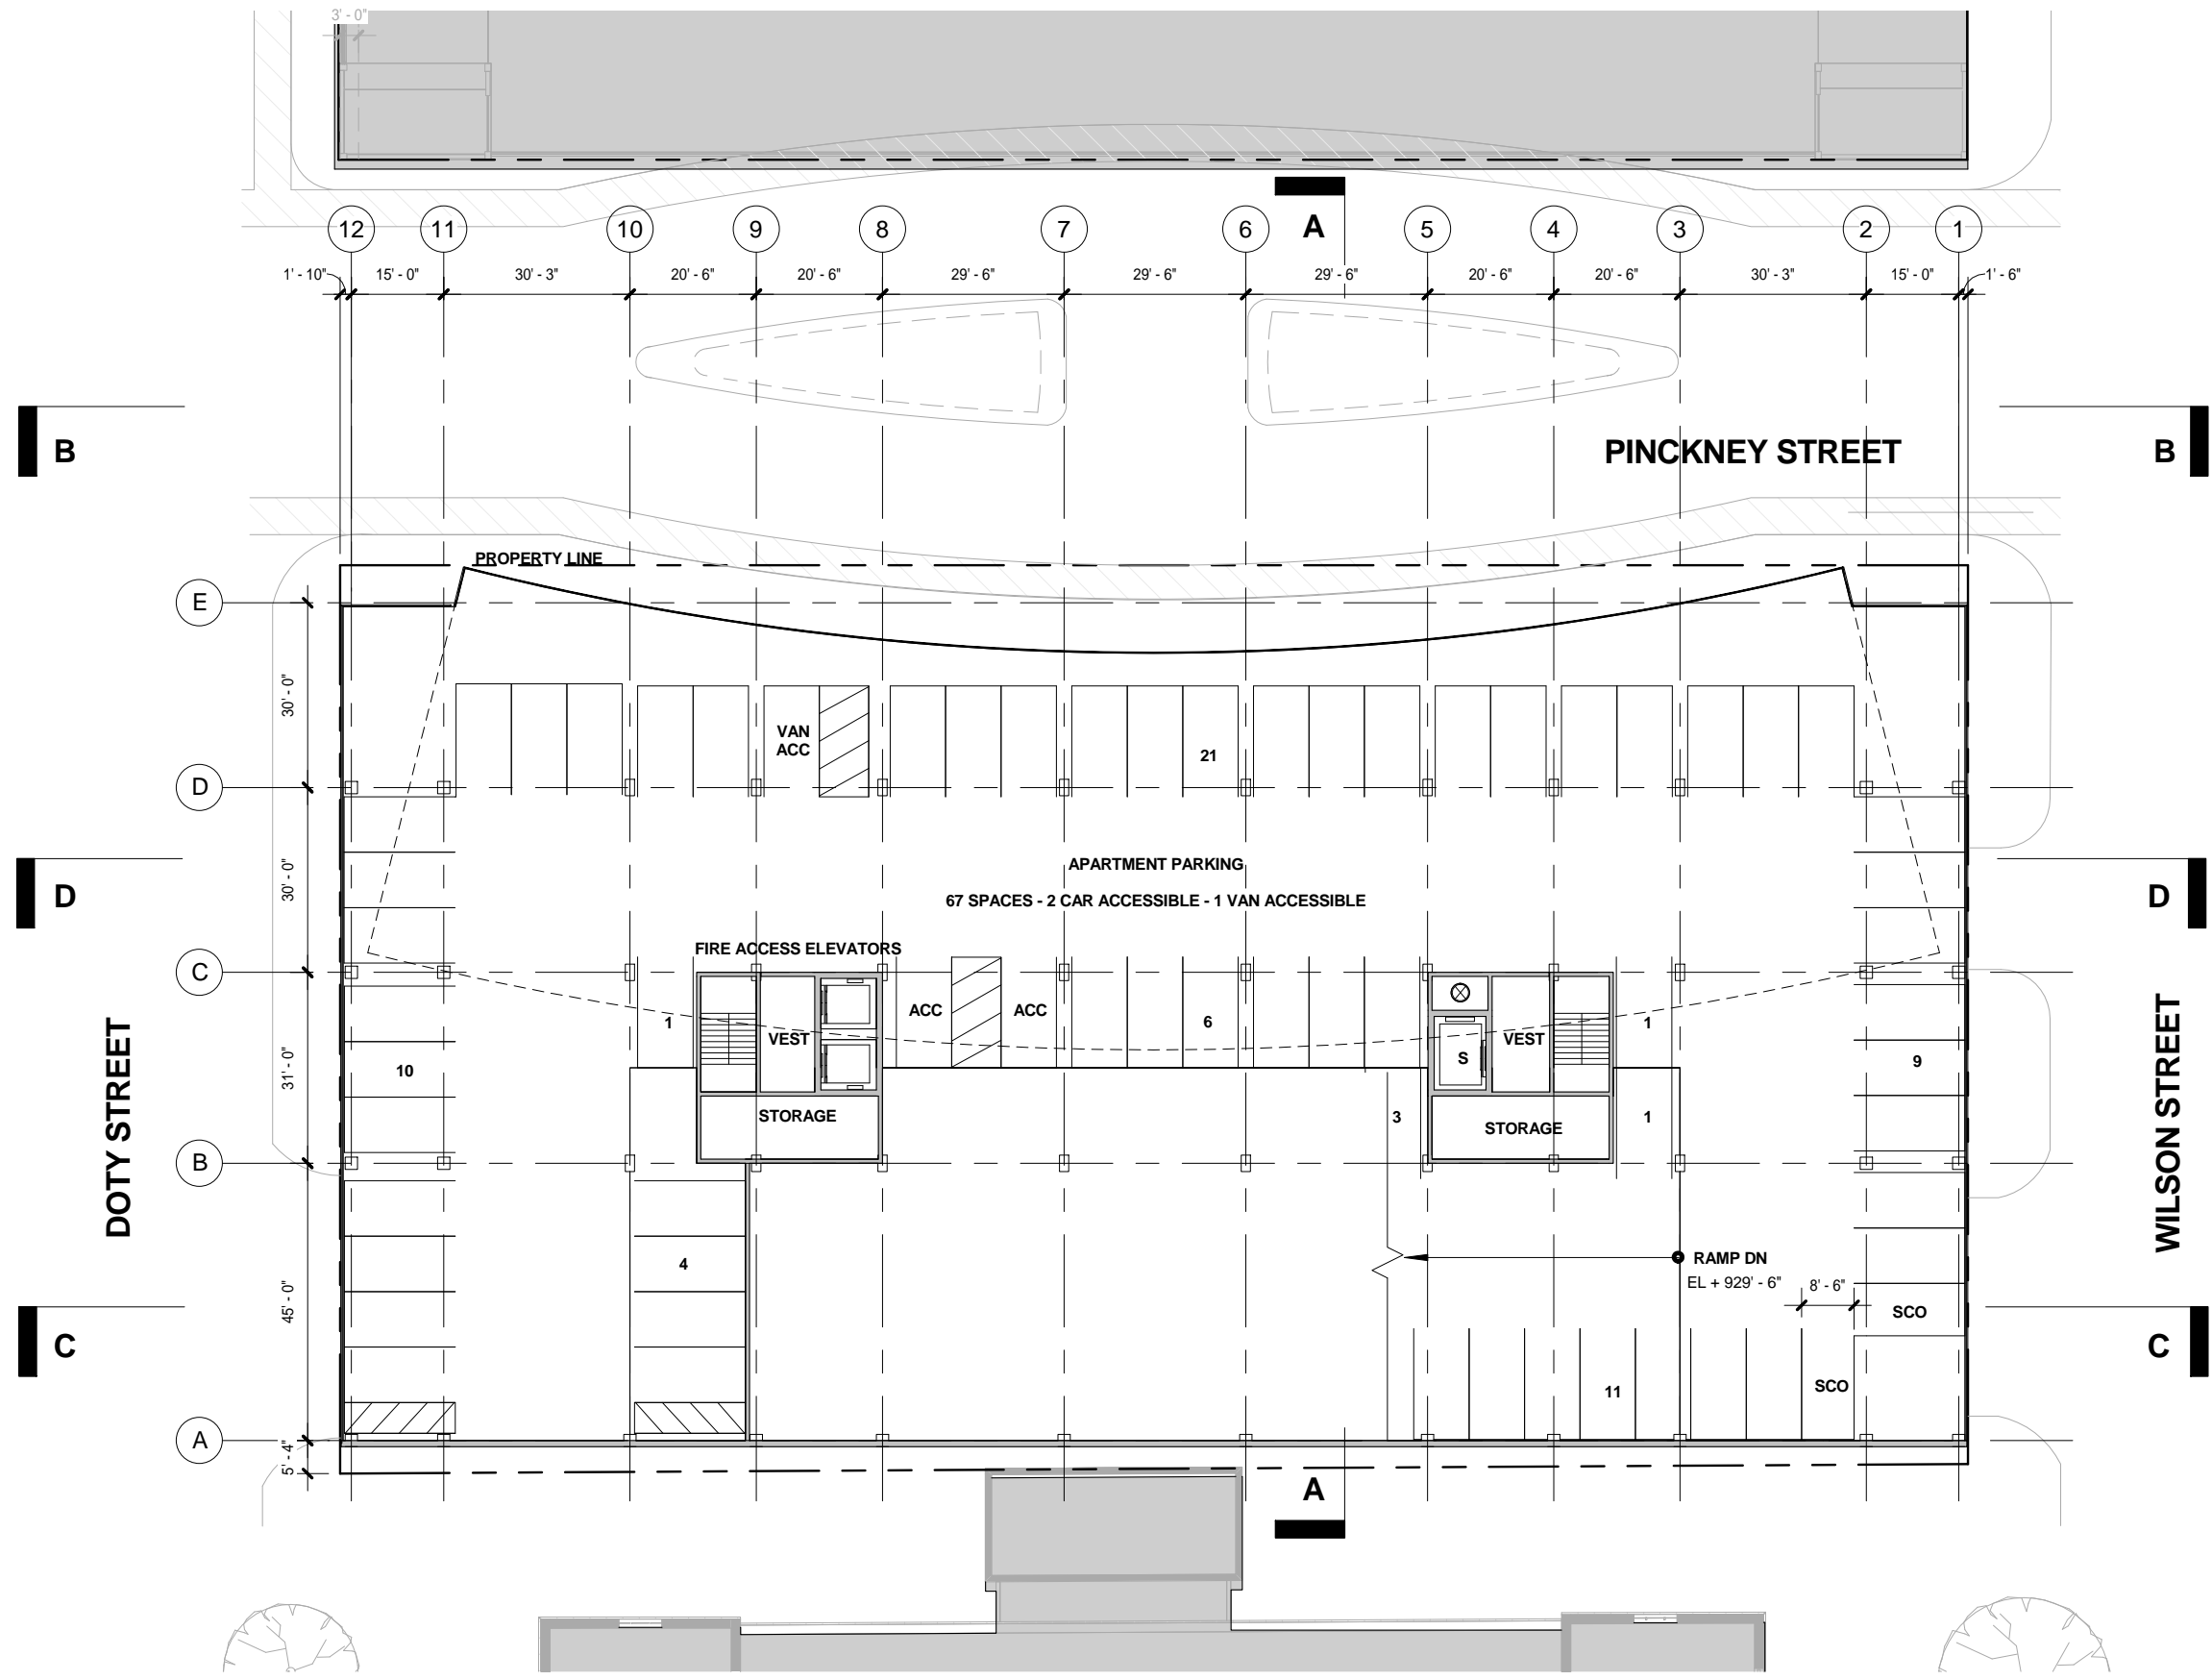 3' - 0"
A
12 11 10 9 8 7 6 5 4 3 2 1
1' - 10" 15' - 0" 30' - 3" 20' - 6" 20' - 6" 29' - 6" 29' - 6" 29' - 6" 20' - 6" 20' - 6" 30' - 3" 15' - 0" 1' - 6"
B
PINCKNEY STREET
B
PROPERTY LINE
E
30' - 0"
VAN
ACC
21
D
30' - 0"
APARTMENT PARKING
67 SPACES - 2 CAR ACCESSIBLE - 1 VAN ACCESSIBLE
D
D
FIRE ACCESS ELEVATORS
C
31' - 0"
1
VEST
ACC
ACC
6
S
VEST
1
10
9
STORAGE
3
STORAGE
1
DOTY STREET
WILSON STREET
B
45' - 0"
4
RAMP DN
EL + 929' - 6"
8' - 6"
SCO
C
C
11
SCO
A
5' - 4"
A